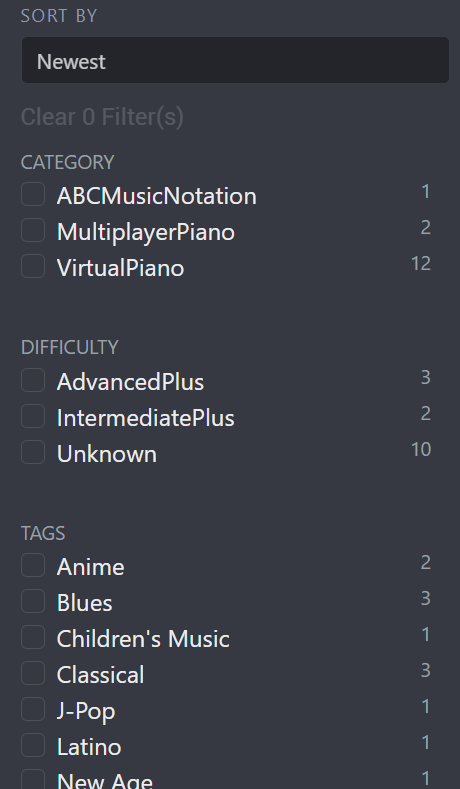 SORT BY
Newest
Clear 0 Filter(s)
CATEGORY
ABCMusicNotation 1
MultiplayerPiano 2
VirtualPiano 12
DIFFICULTY
AdvancedPlus 3
IntermediatePlus 2
Unknown 10
TAGS
Anime 2
Blues 3
Children's Music 1
Classical 3
J-Pop 1
Latino 1
New Age 1